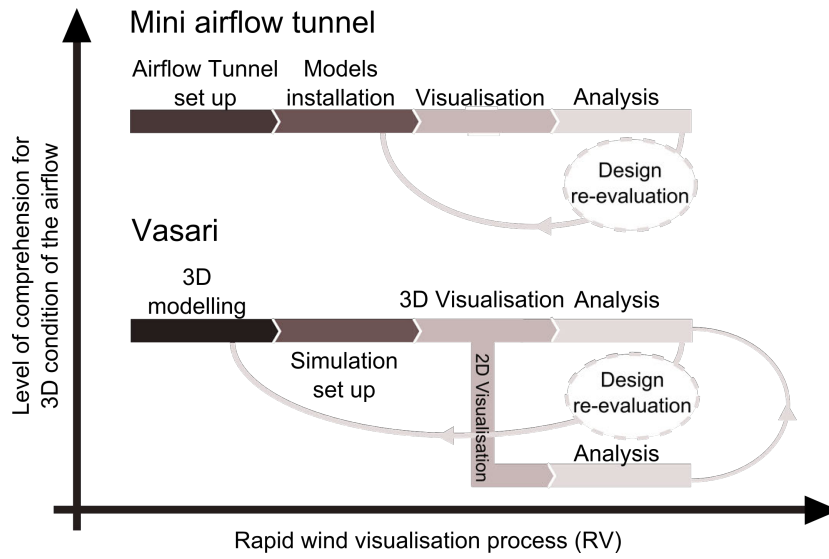 Mini airflow tunnel
Airflow Tunnel
set up
Models
installation
Visualisation
Analysis
Design
re-evaluation
Vasari
3D
modelling
Simulation
set up
3D Visualisation
Analysis
2D Visualisation
Design
re-evaluation
Analysis
Level of comprehension for
3D condition of the airflow
Rapid wind visualisation process (RV)